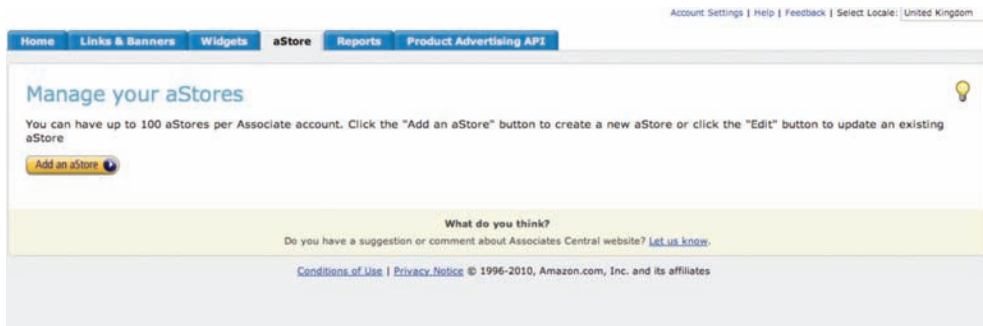 Account Settings | Help | Feedback | Select Locale: United Kingdom
Home Links & Banners Widgets aStore Reports Product Advertising API
Manage your aStores
You can have up to 100 aStores per Associate account. Click the "Add an aStore" button to create a new aStore or click the "Edit" button to update an existing
aStore
Add an aStore
What do you think?
Do you have a suggestion or comment about Associates Central website? Let us know.
Conditions of Use | Privacy Notice © 1996-2010, Amazon.com, Inc. and its affiliates